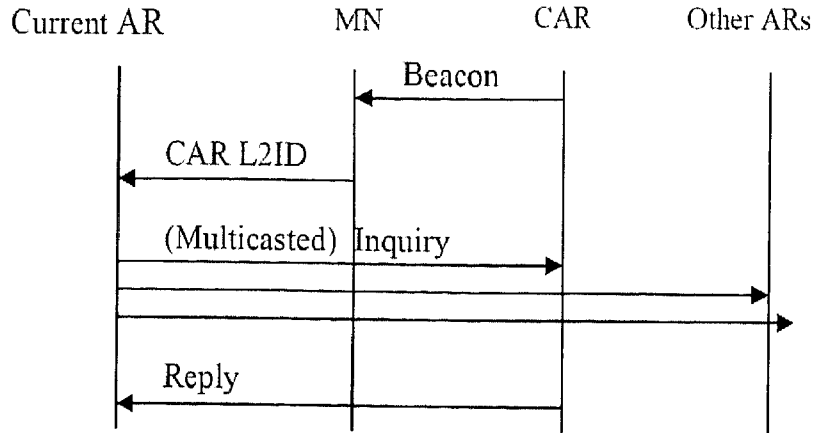 Current AR MN CAR Other ARs
Beacon
CAR L2ID
(Multicasted) Inquiry
Reply